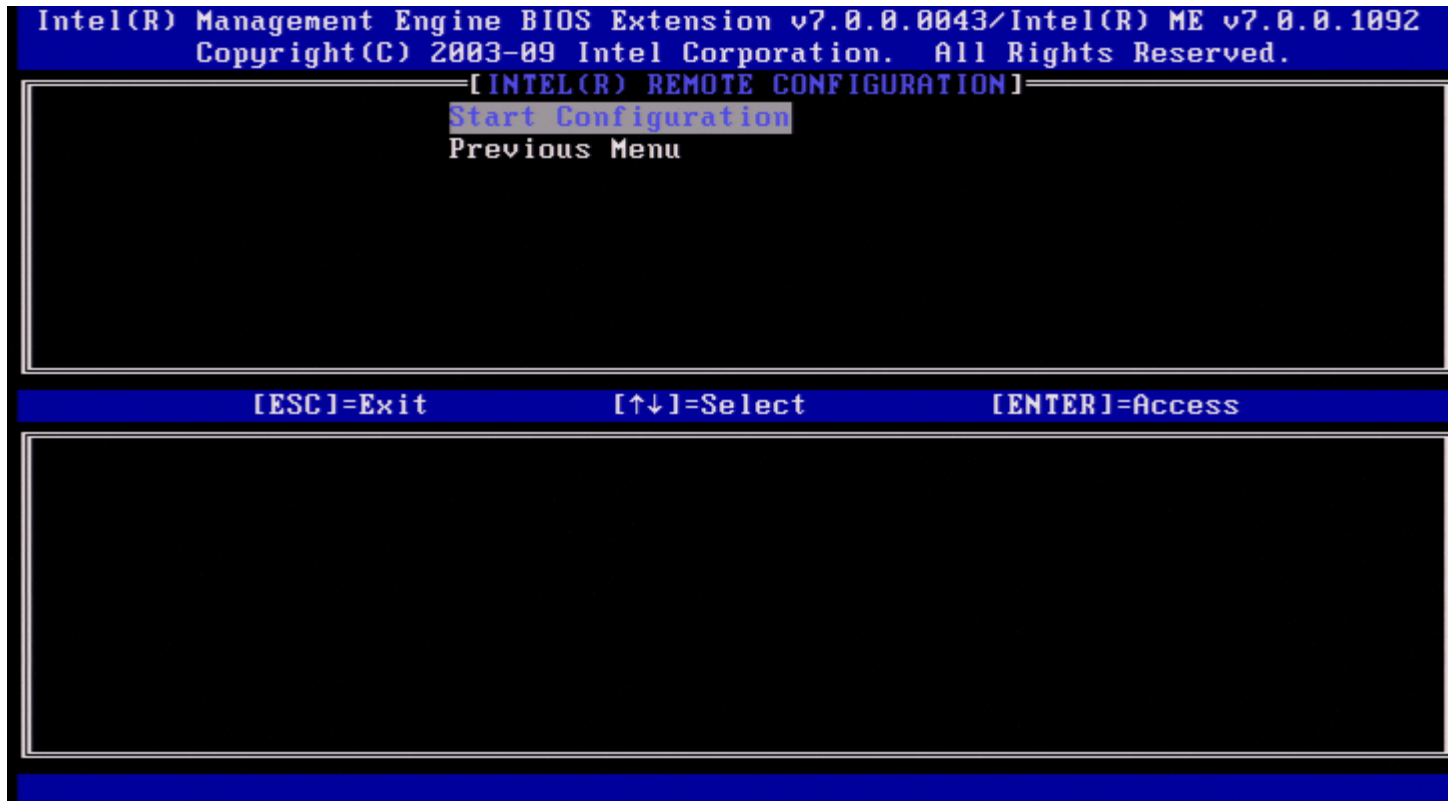 Intel(R) Management Engine BIOS Extension v7.0.0.0043/Intel(R) ME v7.0.0.1092
Copyright(C) 2003-09 Intel Corporation. All Rights Reserved.
[INTEL(R) REMOTE CONFIGURATION]
Start Configuration
Previous Menu
[ESC]=Exit [↑↓]=Select [ENTER]=Access